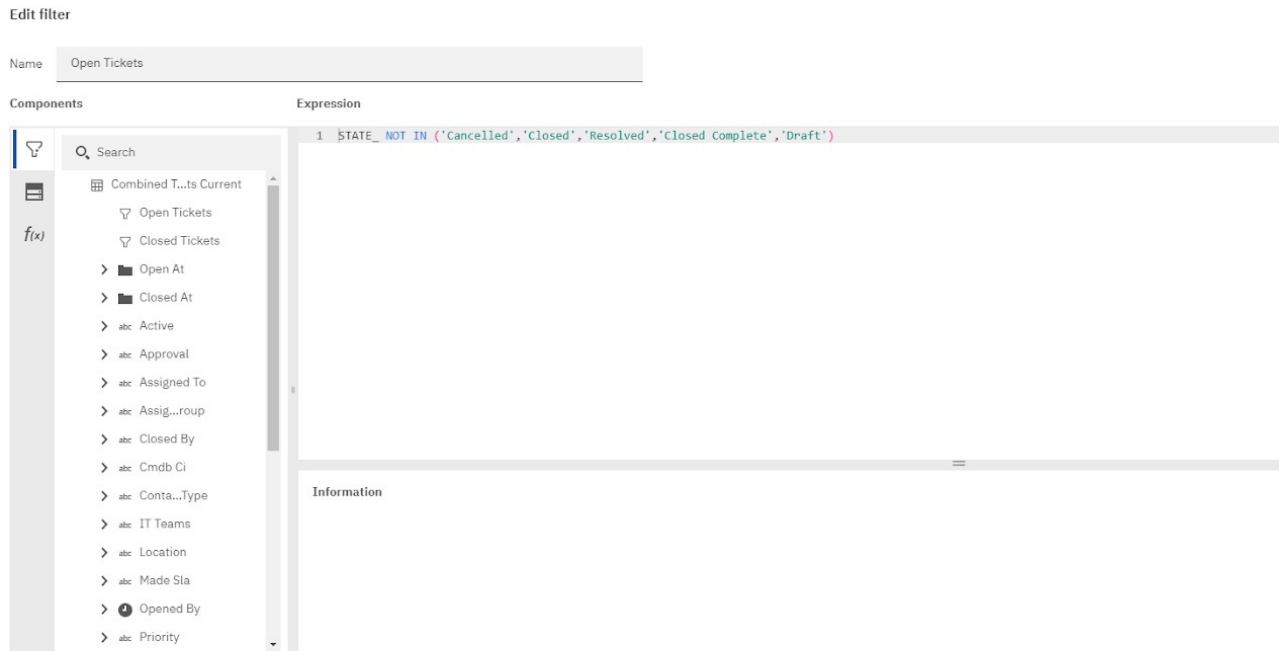 Edit filter
Name Open Tickets
Components
Expression
1 STATE_ NOT IN ('Cancelled','Closed','Resolved','Closed Complete','Draft')
Search
Combined T...ts Current
Open Tickets
Closed Tickets
Open At
Closed At
abc Active
abc Approval
abc Assigned To
abc Assig...roup
abc Closed By
abc Cmdb Ci
abc Conta...Type
abc IT Teams
abc Location
abc Made Sla
Opened By
abc Priority
f(x)
Information